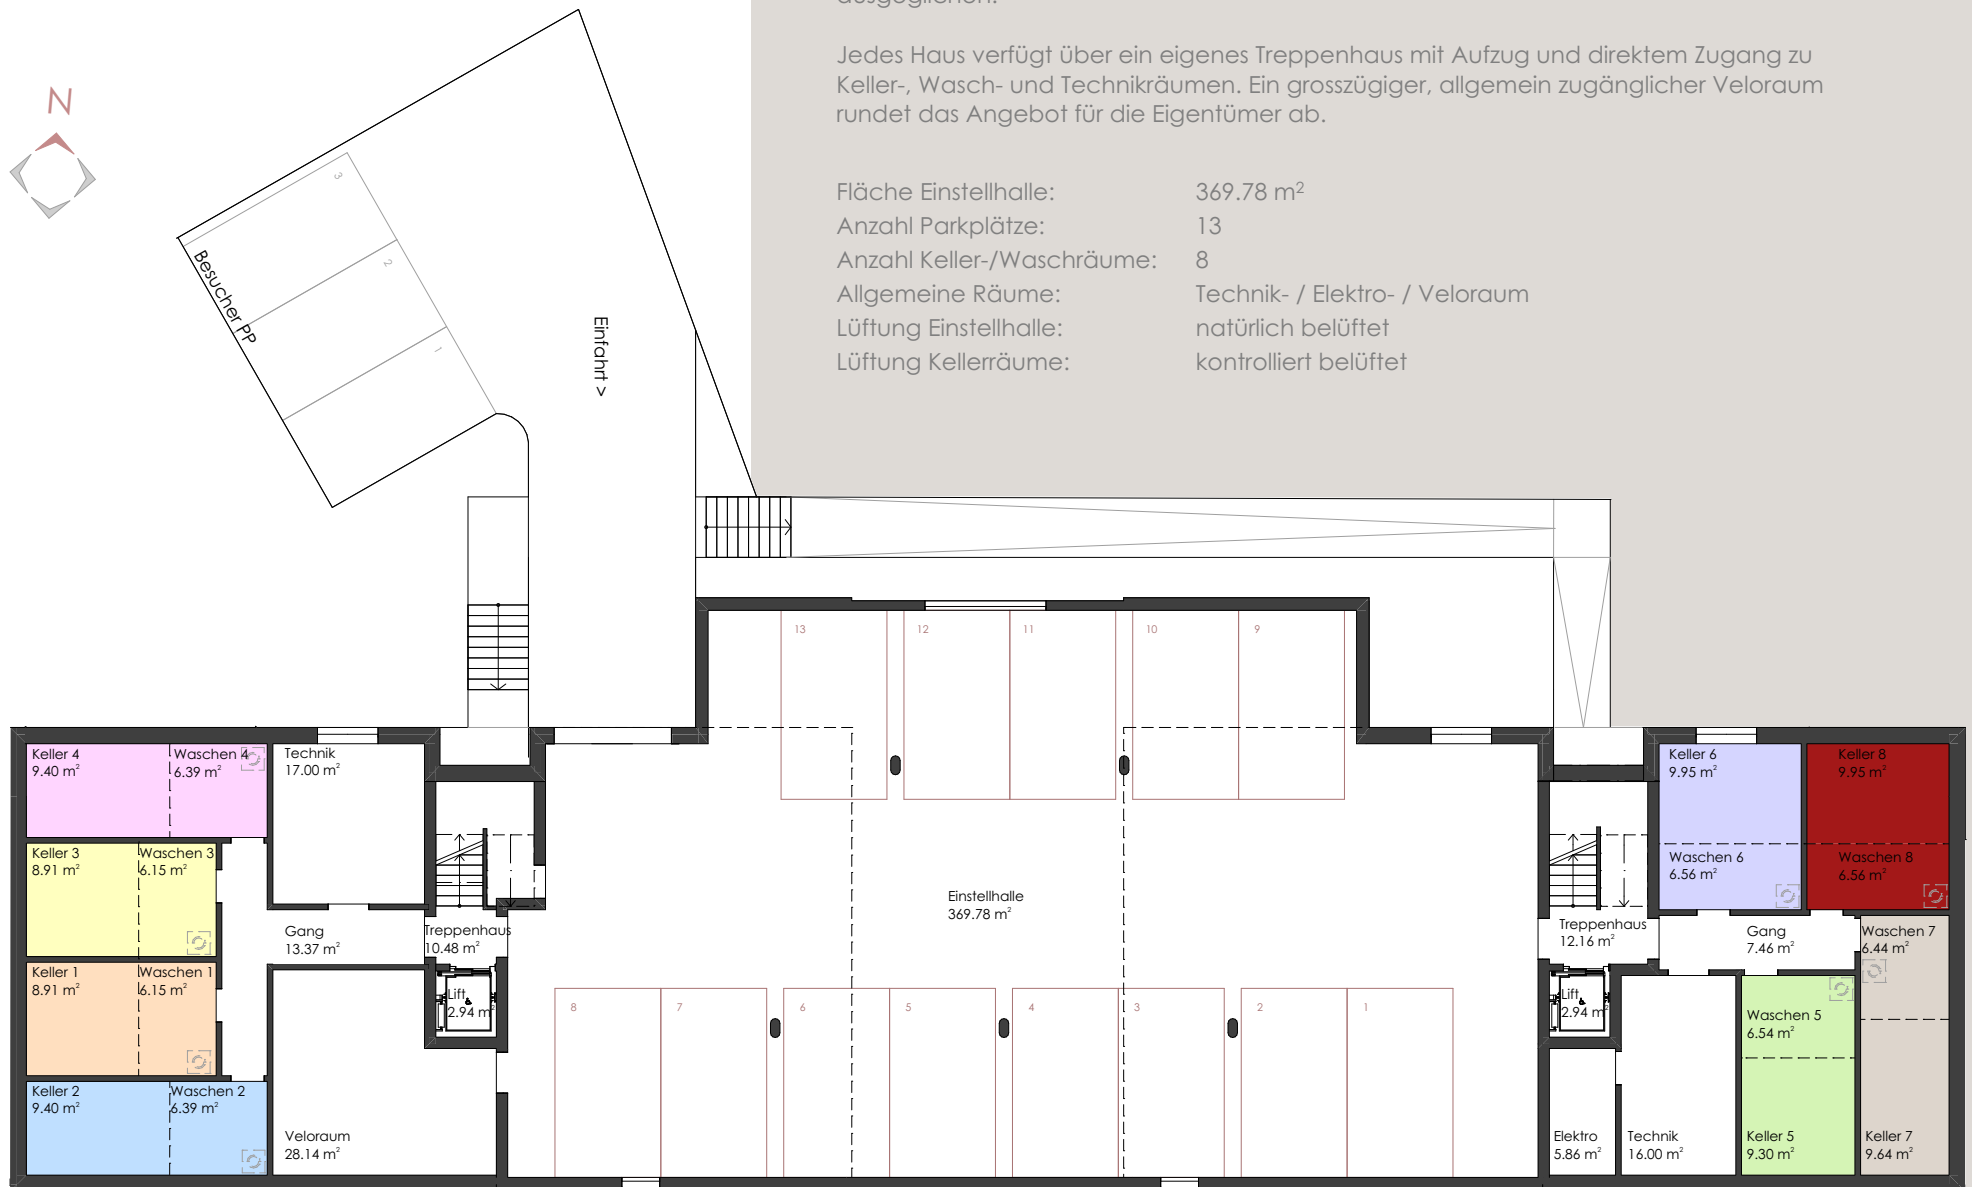 ausgeglichen.
Jedes Haus verfügt über ein eigenes Treppenhaus mit Aufzug und direktem Zugang zu
Keller-, Wasch- und Technikräumen. Ein grosszügiger, allgemein zugänglicher Veloraum
rundet das Angebot für die Eigentümer ab.
Fläche Einstellhalle: 369.78 m²
Anzahl Parkplätze: 13
Anzahl Keller-/Waschräume: 8
Allgemeine Räume: Technik- / Elektro- / Veloraum
Lüftung Einstellhalle: natürlich belüftet
Lüftung Kellerräume: kontrolliert belüftet
N
3
2
1
Besucher PP
Einfahrt >
13
12
11
10
9
Keller 4
9.40 m²
Waschen 4
6.39 m²
Technik
17.00 m²
Keller 3
8.91 m²
Waschen 3
6.15 m²
Gang
13.37 m²
Treppenhaus
10.48 m²
Keller 1
8.91 m²
Waschen 1
6.15 m²
Lift
2.94 m²
Keller 2
9.40 m²
Waschen 2
6.39 m²
Veloraum
28.14 m²
Einstellhalle
369.78 m²
8
7
6
5
4
3
2
1
Keller 6
9.95 m²
Keller 8
9.95 m²
Waschen 6
6.56 m²
Waschen 8
6.56 m²
Treppenhaus
12.16 m²
Gang
7.46 m²
Waschen 7
6.44 m²
Lift
2.94 m²
Waschen 5
6.54 m²
Elektro
5.86 m²
Technik
16.00 m²
Keller 5
9.30 m²
Keller 7
9.64 m²